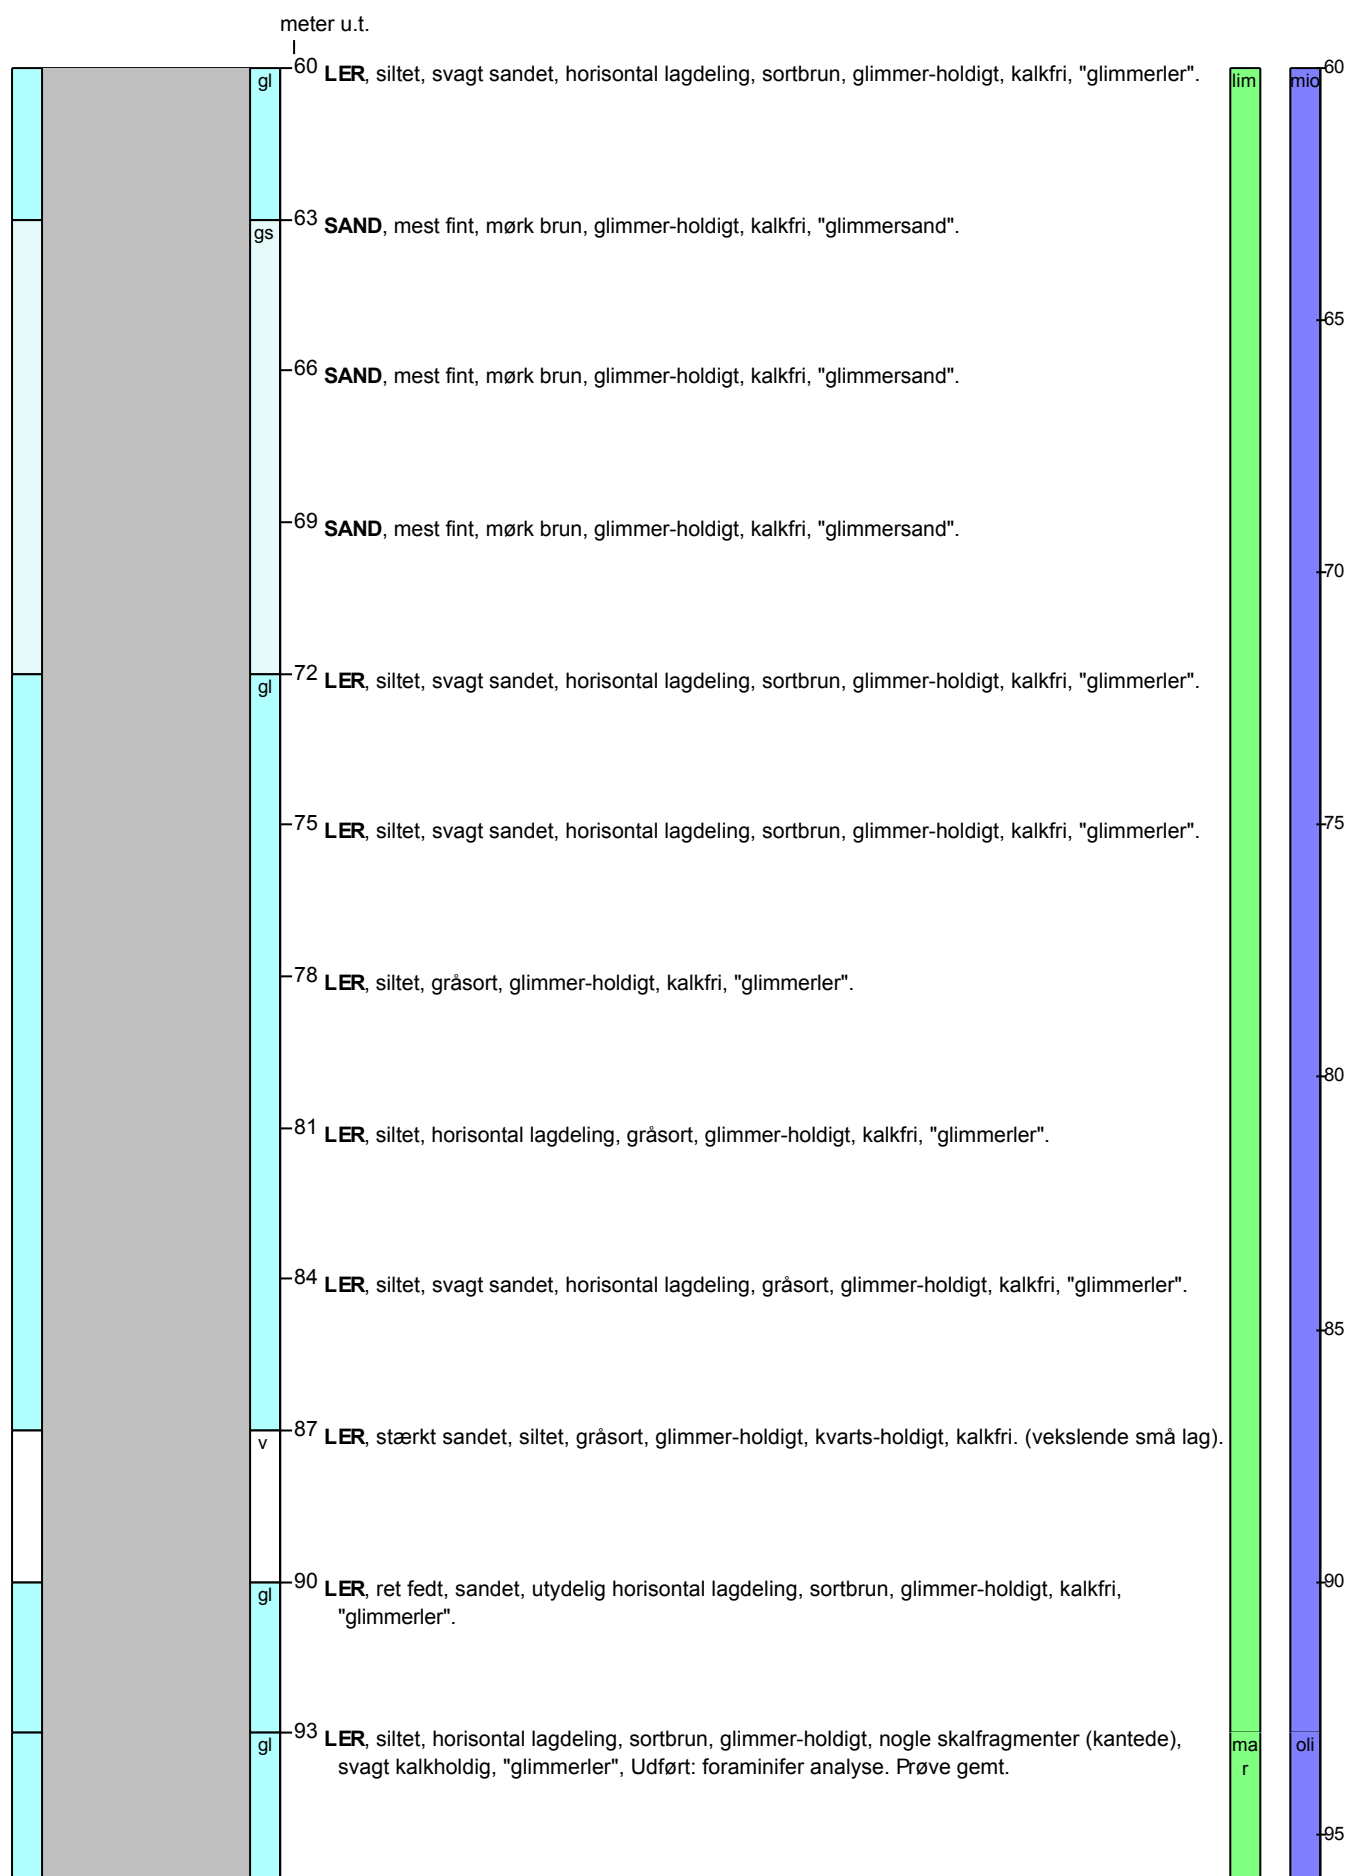 meter u.t.
60 LER, siltet, svagt sandet, horisontal lagdeling, sortbrun, glimmer-holdigt, kalkfri, "glimmerler".
60
gl
lim
mio
63 SAND, mest fint, mørk brun, glimmer-holdigt, kalkfri, "glimmersand".
gs
65
66 SAND, mest fint, mørk brun, glimmer-holdigt, kalkfri, "glimmersand".
69 SAND, mest fint, mørk brun, glimmer-holdigt, kalkfri, "glimmersand".
70
72 LER, siltet, svagt sandet, horisontal lagdeling, sortbrun, glimmer-holdigt, kalkfri, "glimmerler".
gl
75 LER, siltet, svagt sandet, horisontal lagdeling, sortbrun, glimmer-holdigt, kalkfri, "glimmerler".
75
78 LER, siltet, gråsort, glimmer-holdigt, kalkfri, "glimmerler".
80
81 LER, siltet, horisontal lagdeling, gråsort, glimmer-holdigt, kalkfri, "glimmerler".
84 LER, siltet, svagt sandet, horisontal lagdeling, gråsort, glimmer-holdigt, kalkfri, "glimmerler".
85
87 LER, stærkt sandet, siltet, gråsort, glimmer-holdigt, kvarts-holdigt, kalkfri. (vekslende små lag).
v
90 LER, ret fedt, sandet, utydelig horisontal lagdeling, sortbrun, glimmer-holdigt, kalkfri,
"glimmerler".
gl
90
93 LER, siltet, horisontal lagdeling, sortbrun, glimmer-holdigt, nogle skalfragmenter (kantede),
svagt kalkholdig, "glimmerler", Udført: foraminifer analyse. Prøve gemt.
gl
ma
r
oli
95